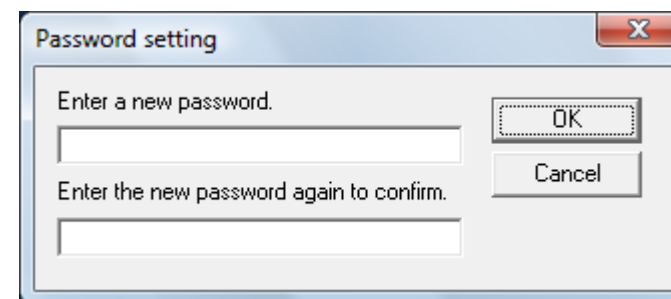 Password setting
Enter a new password.
OK
Cancel
Enter the new password again to confirm.